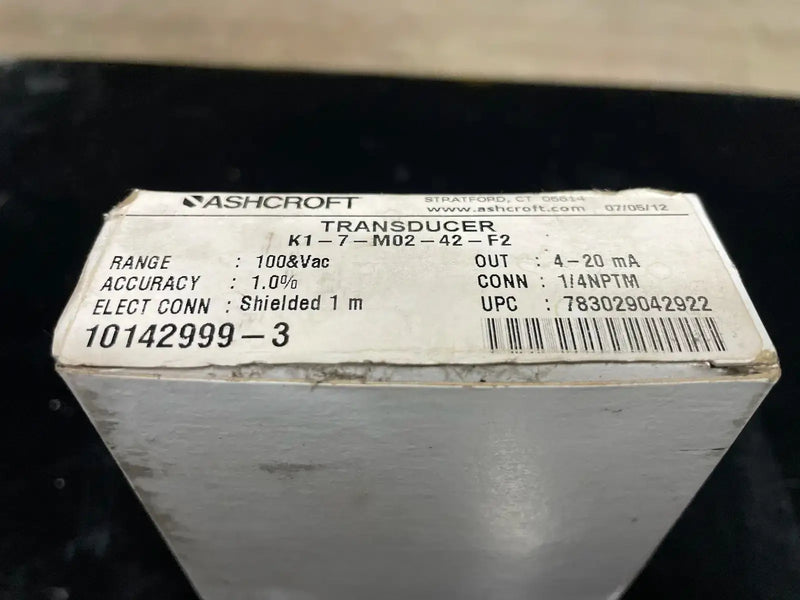 ASHCROFT STRATFORD, CT 06614
www.ashcroft.com 07/05/12
TRANSDUCER
K1-7-M02-42-F2
RANGE : 100&Vac OUT : 4-20 mA
ACCURACY : 1.0% CONN : 1/4NPTM
ELECT CONN : Shielded 1 m UPC : 783029042922
10142999-3